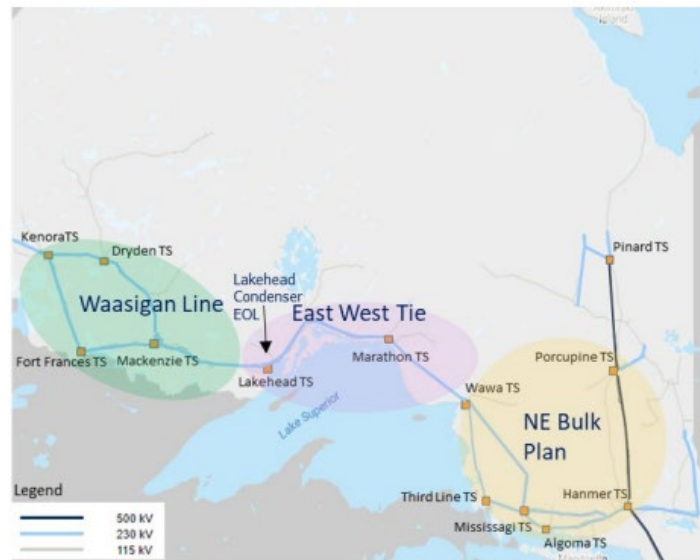 Island
Pinard TS
KenoraTS
Dryden TS
Waasigan Line
Lakehead
Condenser
EOL
East West Tie
Fort Frances TS
Mackenzie TS
Lakehead TS
Marathon TS
Porcupine TS
Wawa TS
Lake Superior
NE Bulk
Plan
Legend
500 kV
230 kV
115 kV
Third Line TS
Hanmer TS
Mississagi TS
Algoma TS